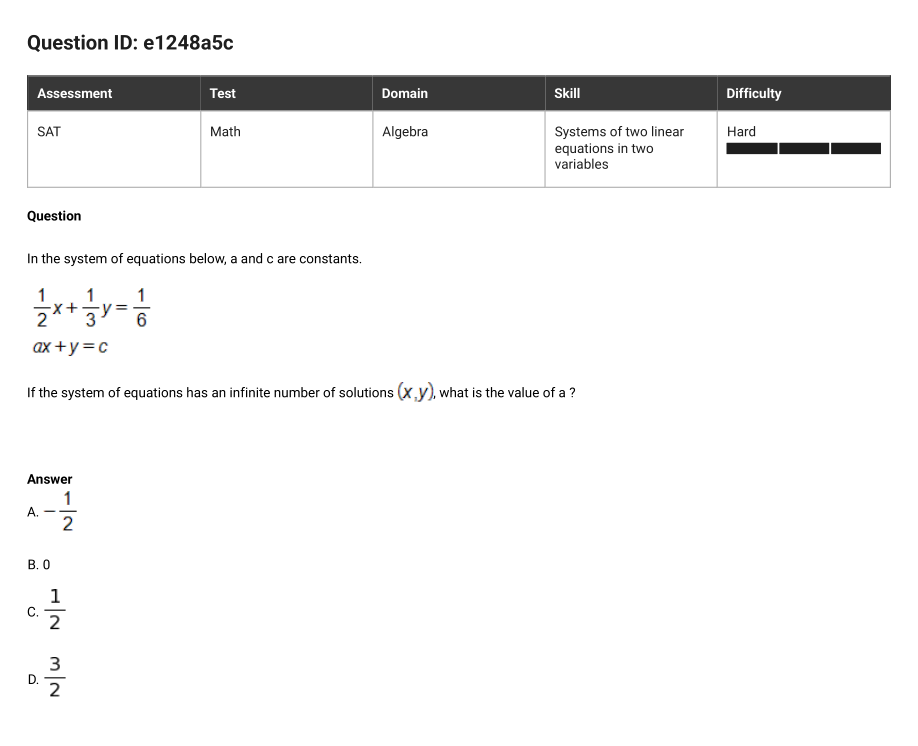 Question ID: e1248a5c
Assessment Test Domain Skill Difficulty
SAT Math Algebra Systems of two linear equations in two variables Hard
Question
In the system of equations below, a and c are constants.
1/2 x + 1/3 y = 1/6
ax + y = c
If the system of equations has an infinite number of solutions (x,y), what is the value of a ?
Answer
A. − 1/2
B. 0
C. 1/2
D. 3/2